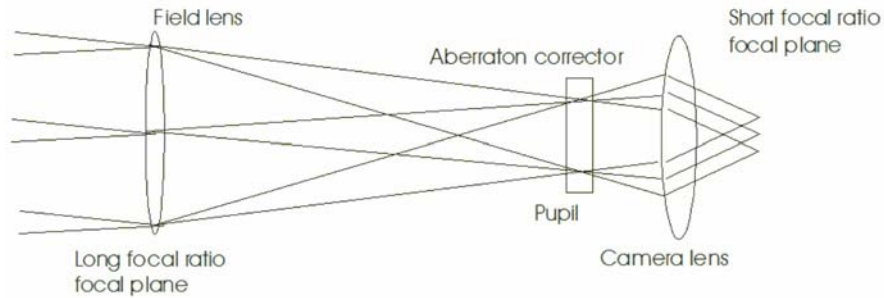 Field lens
Short focal ratio
focal plane
Aberraton corrector
Pupil
Long focal ratio
focal plane
Camera lens